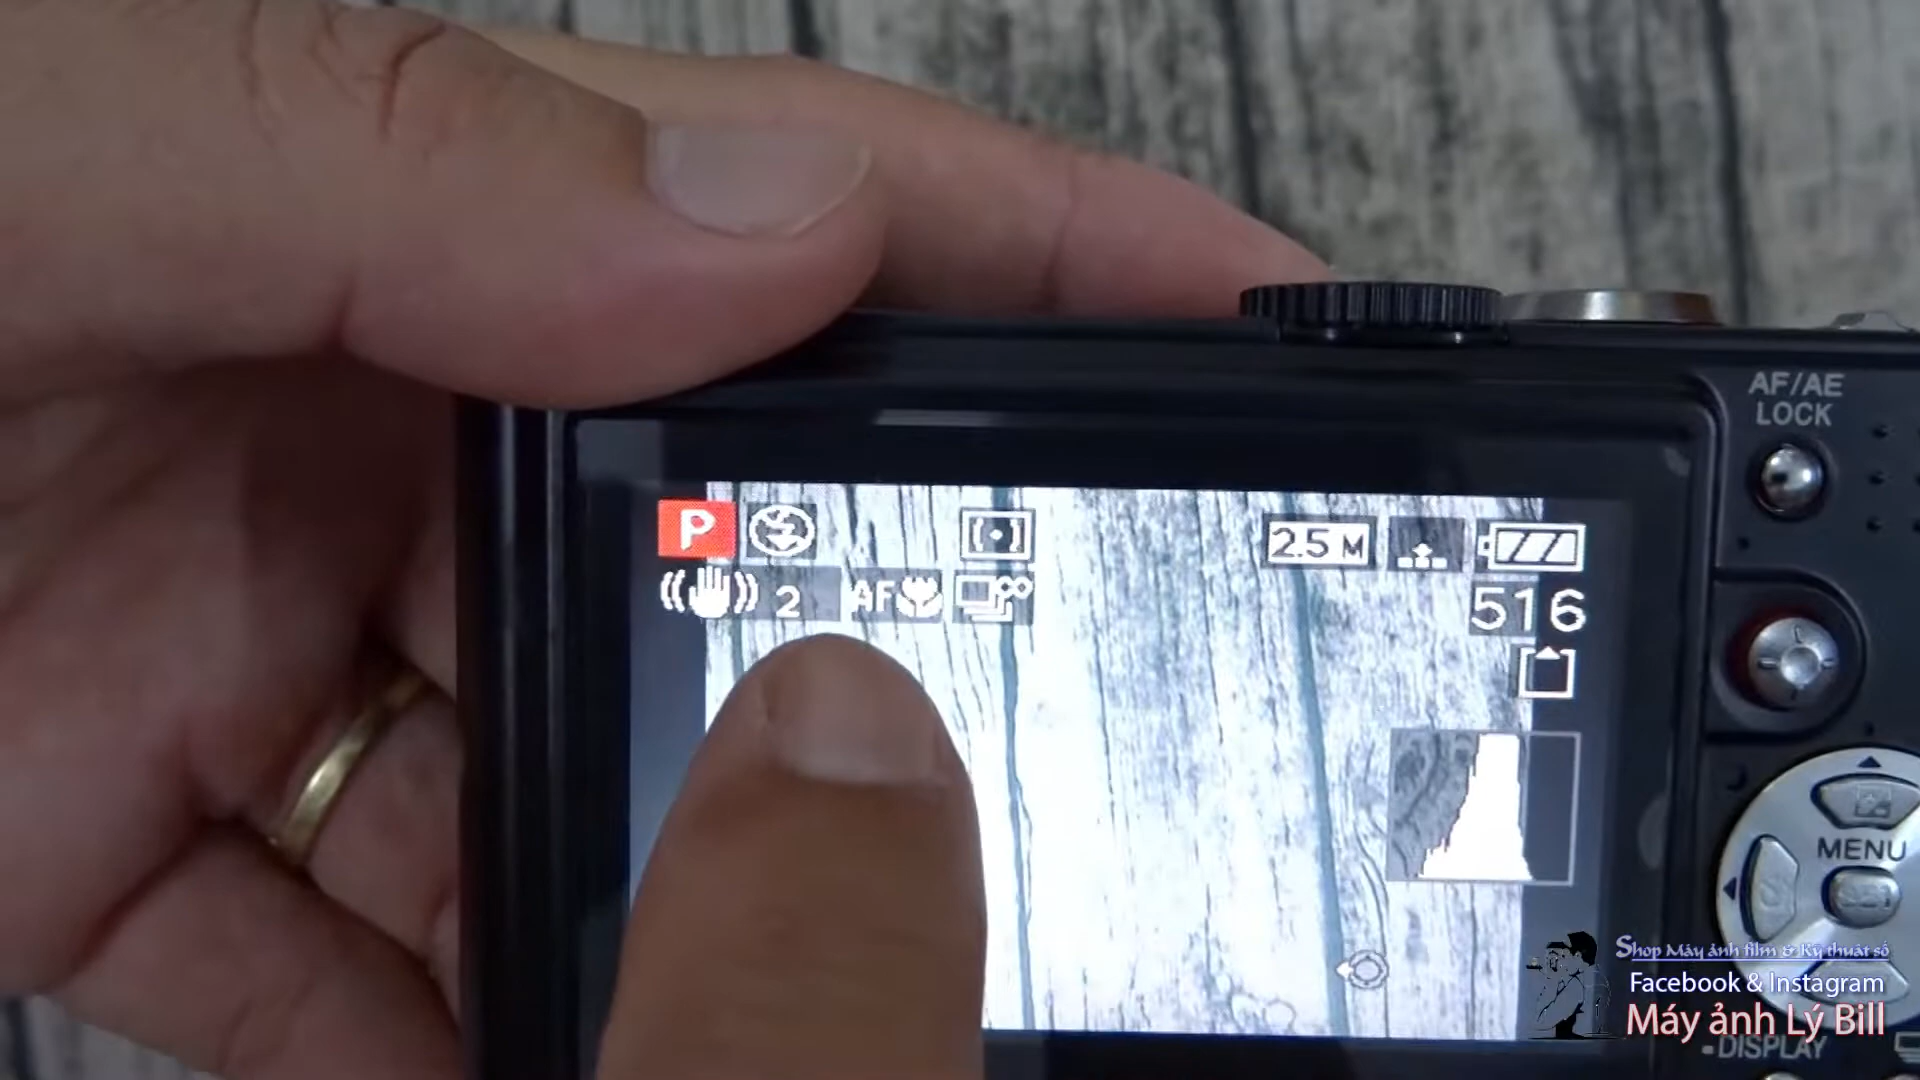 AF/AE
LOCK
P
2.5 M
2 AF
516
MENU
Shop Máy ảnh film & Kỹ thuật số
Facebook & Instagram
Máy ảnh Lý Bill
DISPLAY